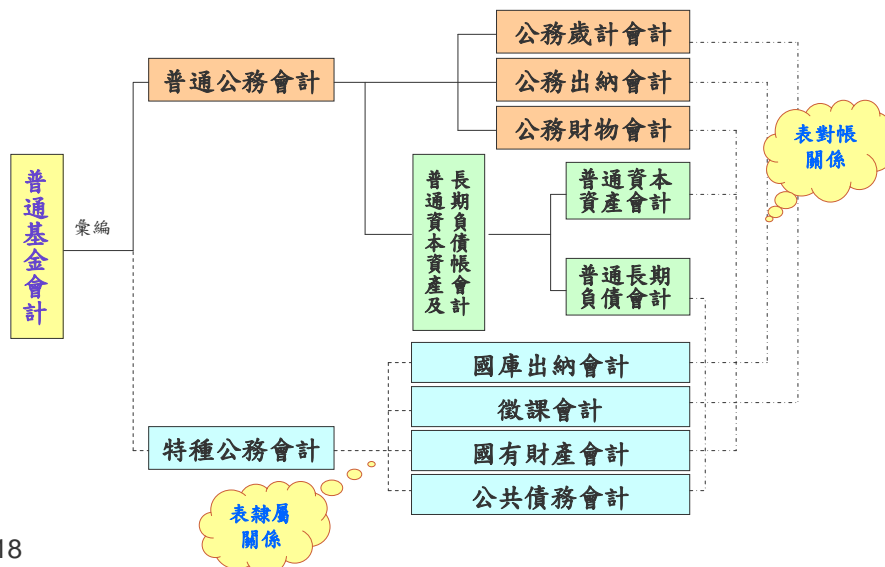 公務歲計會計
普通公務會計
公務出納會計
公務財物會計
表對帳
關係
普通基金會計
彙編
普通資本資產及
長期負債帳會計
普通資本
資產會計
普通長期
負債會計
國庫出納會計
徵課會計
特種公務會計
國有財產會計
公共債務會計
表隸屬
關係
18